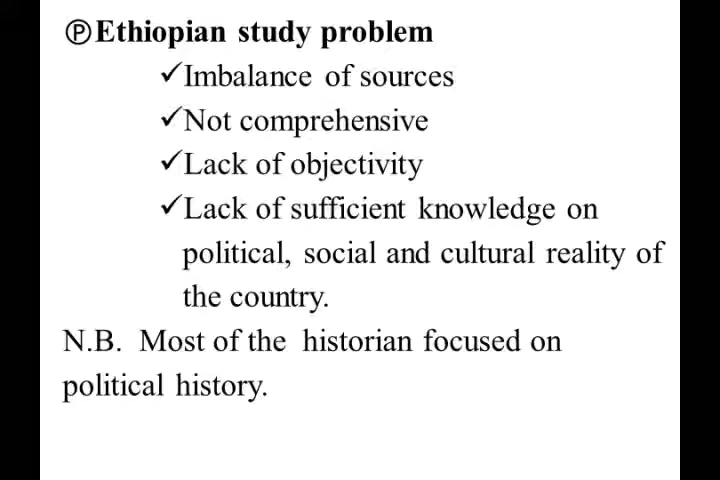 ⓅEthiopian study problem
✓Imbalance of sources
✓Not comprehensive
✓Lack of objectivity
✓Lack of sufficient knowledge on
political, social and cultural reality of
the country.
N.B. Most of the historian focused on
political history.